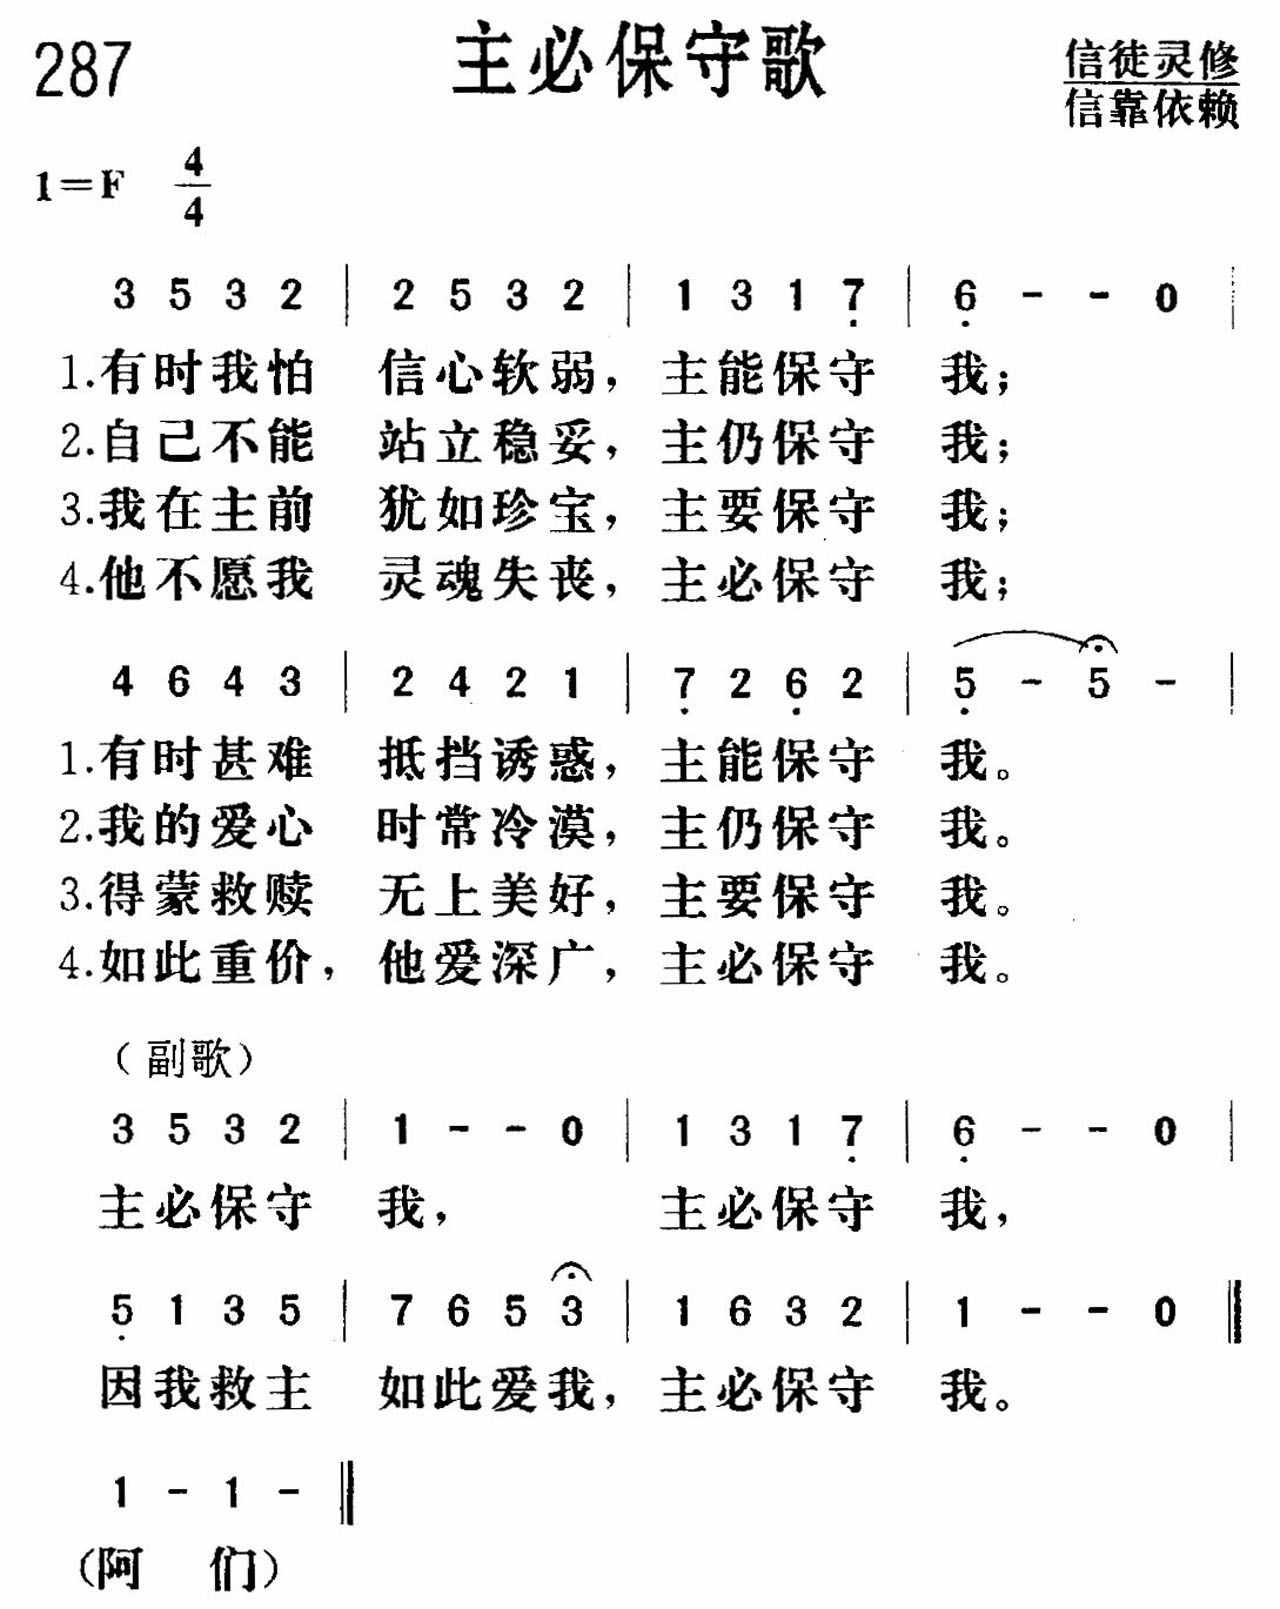 287
主必保守歌
信徒灵修
信靠依赖
1=F 4/4
3 5 3 2 | 2 5 3 2 | 1 3 1 7̣ | 6̣ - - 0 |
1.有时我怕 信心软弱，主能保守 我；
2.自己不能 站立稳妥，主仍保守 我；
3.我在主前 犹如珍宝，主要保守 我；
4.他不愿我 灵魂失丧，主必保守 我；
4 6 4 3 | 2 4 2 1 | 7̣ 2 6̣ 2 | 5̣ - 5 - |
1.有时甚难 抵挡诱惑，主能保守 我。
2.我的爱心 时常冷漠，主仍保守 我。
3.得蒙救赎 无上美好，主要保守 我。
4.如此重价，他爱深广，主必保守 我。
（副歌）
3 5 3 2 | 1 - - 0 | 1 3 1 7̣ | 6̣ - - 0 |
主必保守 我， 主必保守 我，
5̣ 1 3 5 | 7 6 5 3 | 1 6 3 2 | 1 - - 0 ‖
因我救主 如此爱我，主必保守 我。
1 - 1 - ‖
（阿 们）